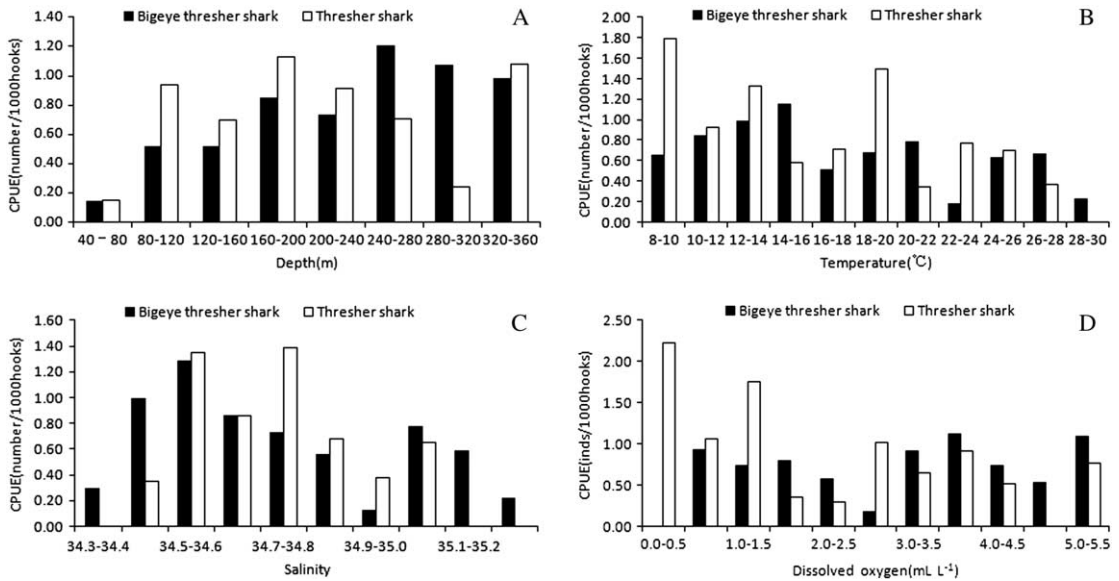 Bigeye thresher shark Thresher shark A
CPUE(number/1000hooks)
1.40
1.20
1.00
0.80
0.60
0.40
0.20
0.00
40-80 80-120 120-160 160-200 200-240 240-280 280-320 320-360
Depth(m)
Bigeye thresher shark Thresher shark B
CPUE(number/1000hooks)
2.00
1.80
1.60
1.40
1.20
1.00
0.80
0.60
0.40
0.20
0.00
8-10 10-12 12-14 14-16 16-18 18-20 20-22 22-24 24-26 26-28 28-30
Temperature(℃)
Bigeye thresher shark Thresher shark C
CPUE(number/1000hooks)
1.60
1.40
1.20
1.00
0.80
0.60
0.40
0.20
0.00
34.3-34.4 34.5-34.6 34.7-34.8 34.9-35.0 35.1-35.2
Salinity
Bigeye thresher shark Thresher shark D
CPUE(inds/1000hooks)
2.50
2.00
1.50
1.00
0.50
0.00
0.0-0.5 1.0-1.5 2.0-2.5 3.0-3.5 4.0-4.5 5.0-5.5
Dissolved oxygen(mL L⁻¹)